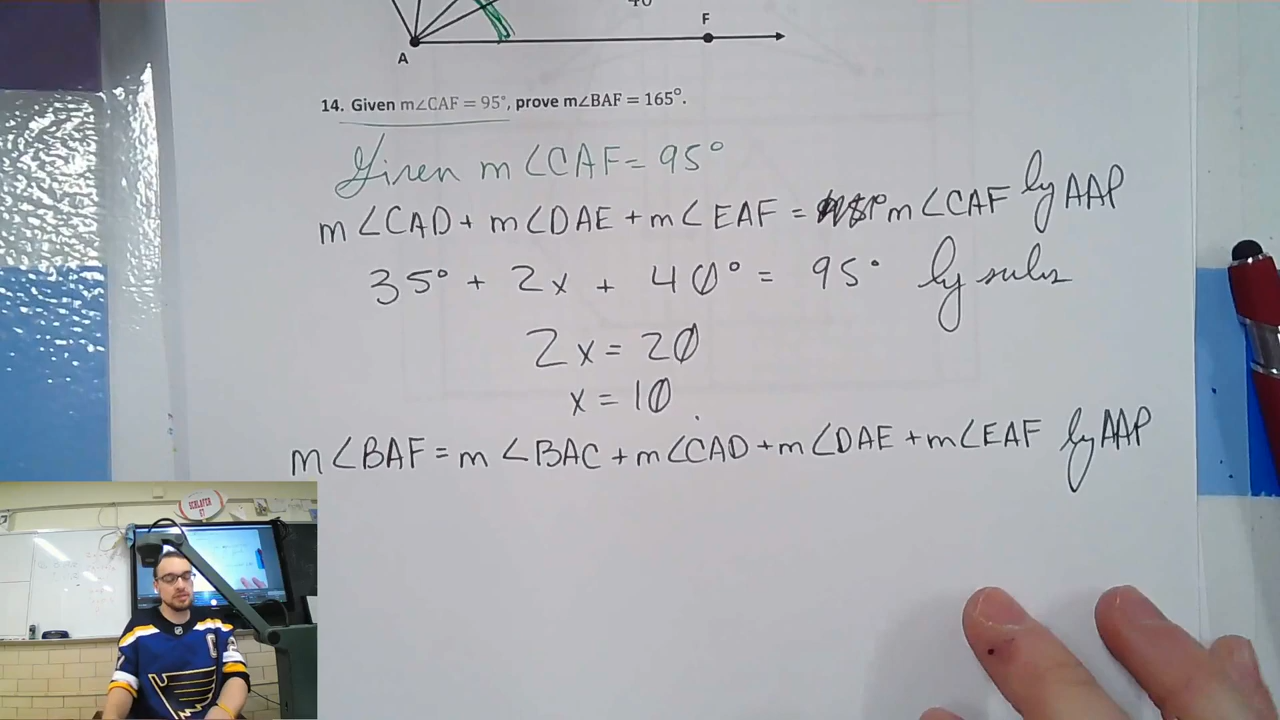 40
F
A
14. Given m∠CAF = 95°, prove m∠BAF = 165°.
Given m∠CAF = 95°
m∠CAD + m∠DAE + m∠EAF = m∠CAF by AAP
35° + 2x + 40° = 95° by subs
2x = 20
x = 10
m∠BAF = m∠BAC + m∠CAD + m∠DAE + m∠EAF by AAP